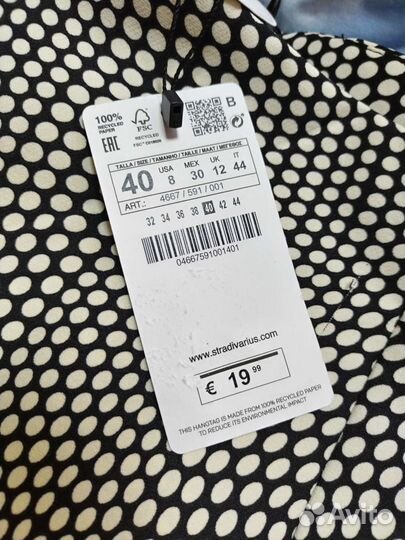 100%
RECYCLED
PAPER
FSC
RECYCLED
B
EAC
TALLA / SIZE / TAMANHO / TAILLE / MAAT / МЕГЕΘΟΣ
40 USA 8 MEX 30 UK 12 IT 44
ART.: 4667 / 591 / 001
32 34 36 38 40 42 44
04667591001401
www.stradivarius.com
€ 19 99
THIS HANGTAG IS MADE FROM 100% RECYCLED PAPER
TO REDUCE ITS ENVIRONMENTAL IMPACT
Avito